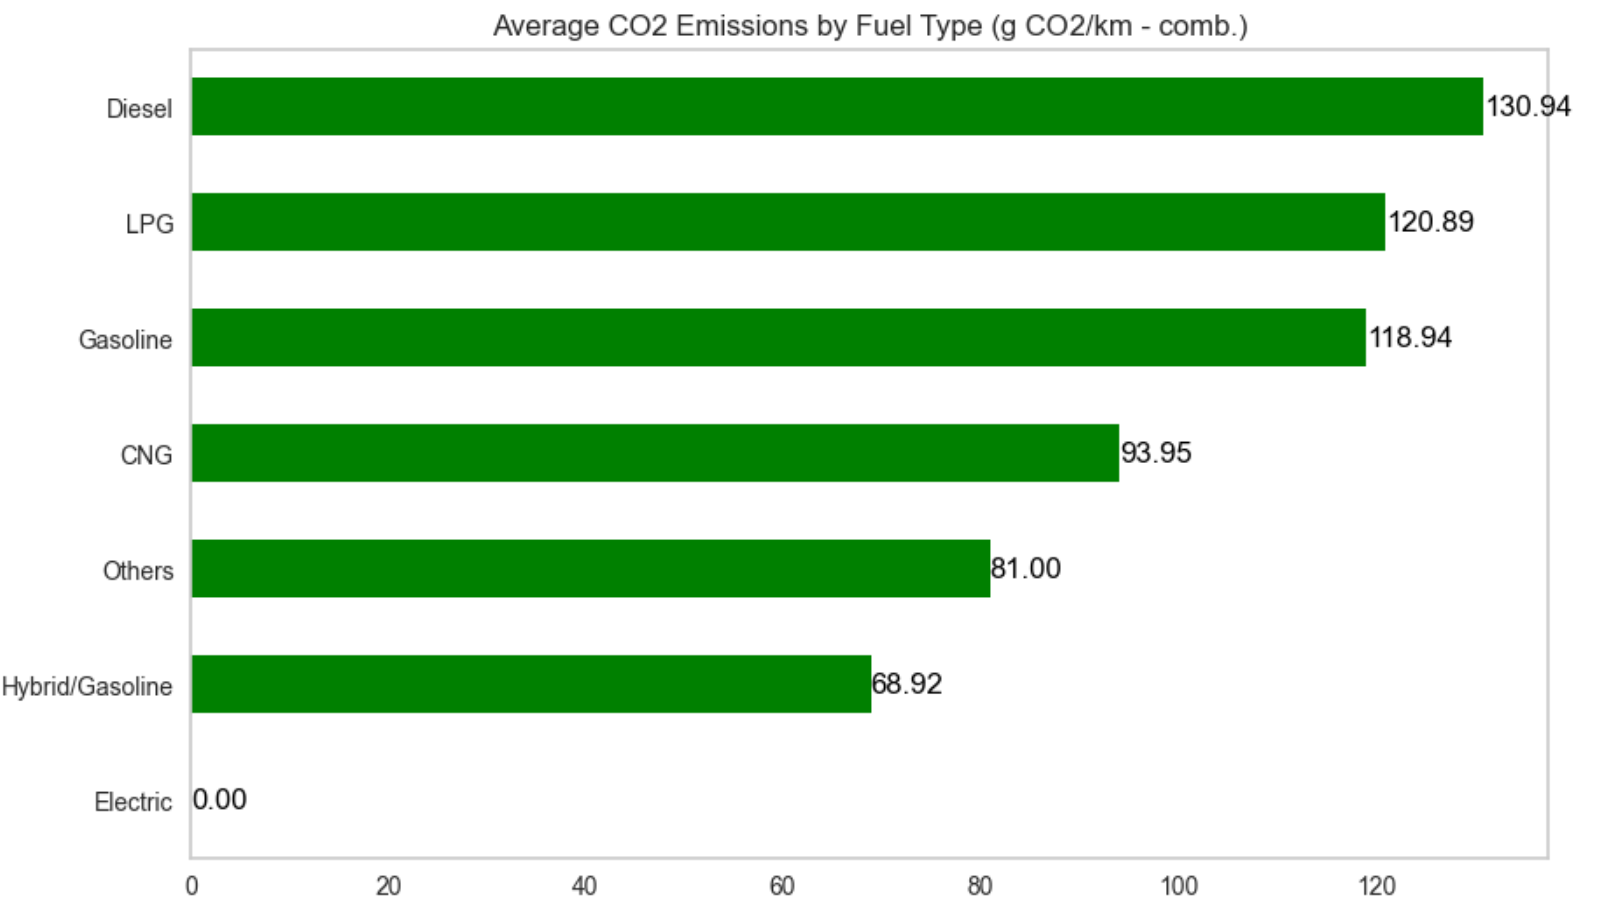 Average CO2 Emissions by Fuel Type (g CO2/km - comb.)
Diesel 130.94
LPG 120.89
Gasoline 118.94
CNG 93.95
Others 81.00
Hybrid/Gasoline 68.92
Electric 0.00
0 20 40 60 80 100 120